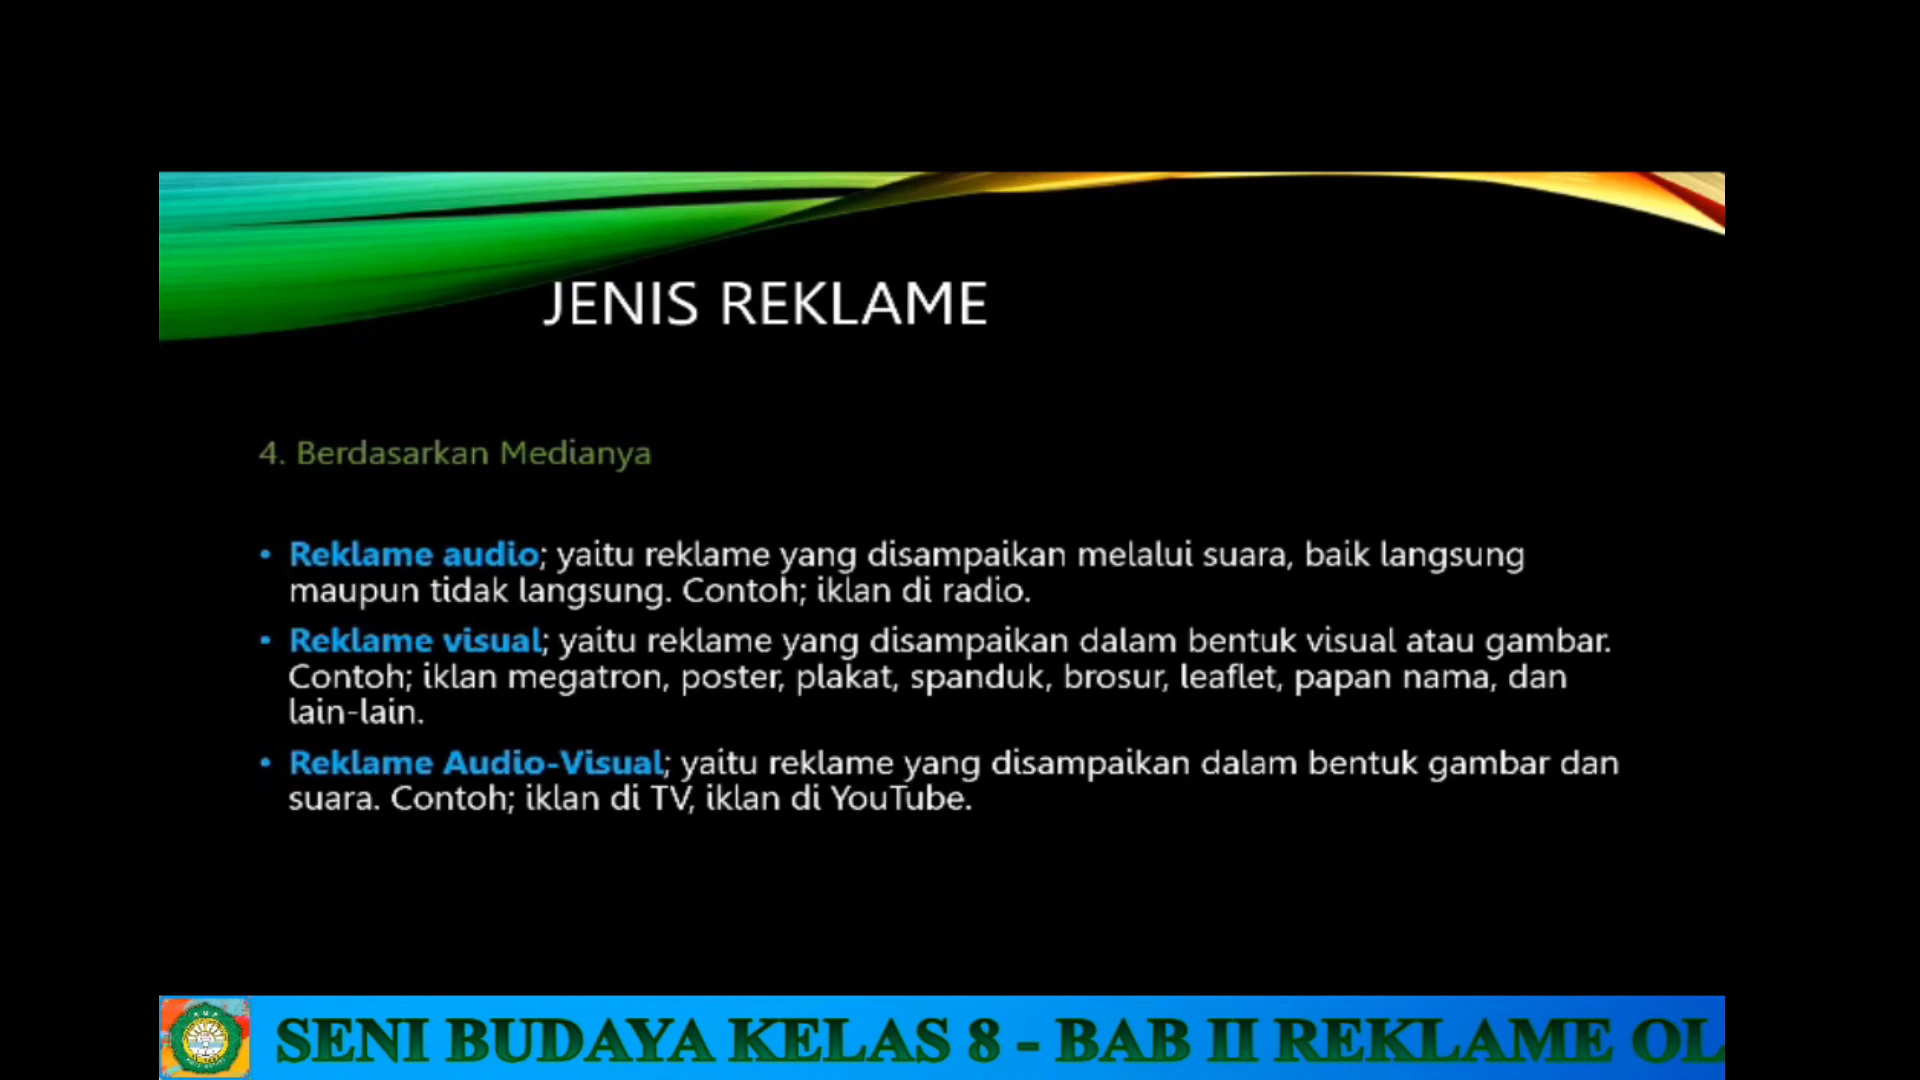 JENIS REKLAME
4. Berdasarkan Medianya
• Reklame audio; yaitu reklame yang disampaikan melalui suara, baik langsung
maupun tidak langsung. Contoh; iklan di radio.
• Reklame visual; yaitu reklame yang disampaikan dalam bentuk visual atau gambar.
Contoh; iklan megatron, poster, plakat, spanduk, brosur, leaflet, papan nama, dan
lain-lain.
• Reklame Audio-Visual; yaitu reklame yang disampaikan dalam bentuk gambar dan
suara. Contoh; iklan di TV, iklan di YouTube.
SENI BUDAYA KELAS 8 - BAB II REKLAME OL